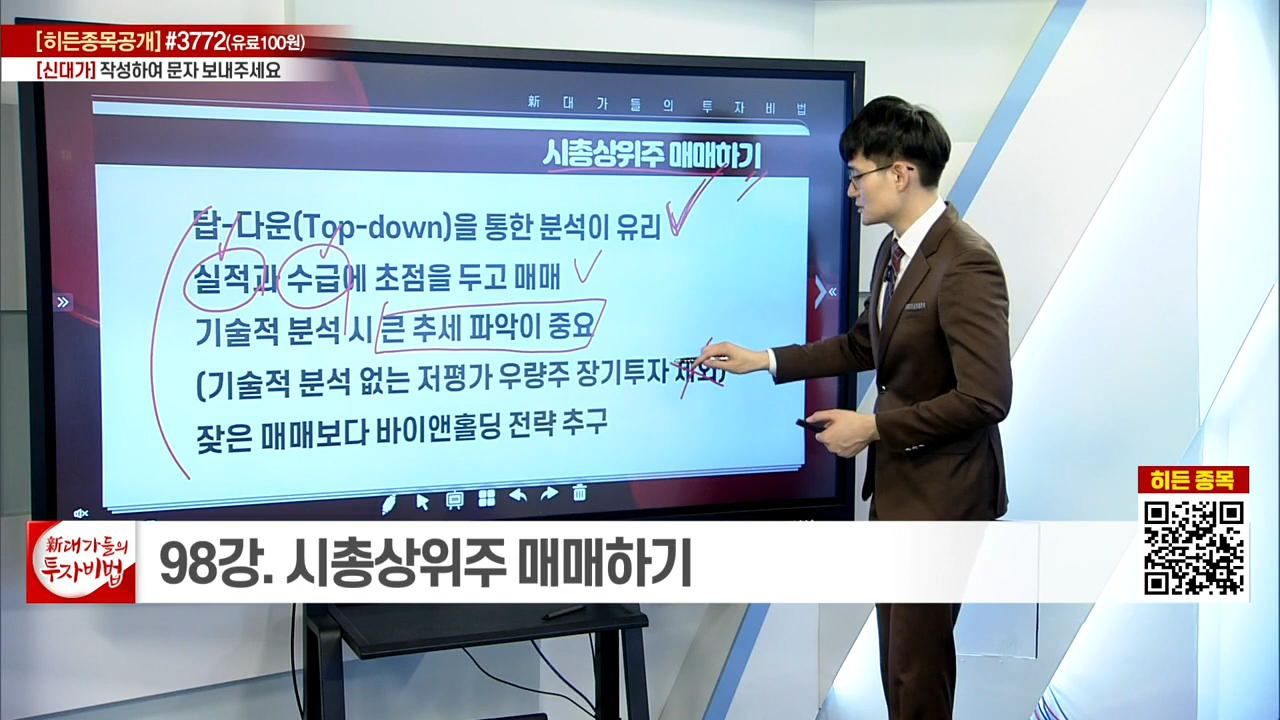 [히든종목공개] #3772(유료100원)
[신대가] 작성하여 문자 보내주세요
新 대 가 들 의 투 자 비 법
시총상위주 매매하기
탑-다운(Top-down)을 통한 분석이 유리
실적과 수급에 초점을 두고 매매
기술적 분석 시 큰 추세 파악이 중요
(기술적 분석 없는 저평가 우량주 장기투자 제외)
잦은 매매보다 바이앤홀딩 전략 추구
히든 종목
新대가들의
투자비법
98강. 시총상위주 매매하기